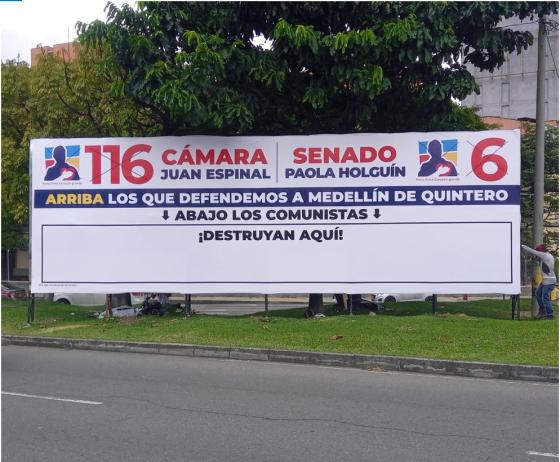 116 CÁMARA
JUAN ESPINAL
SENADO
PAOLA HOLGUÍN
6
ARRIBA LOS QUE DEFENDEMOS A MEDELLÍN DE QUINTERO
⬇ ABAJO LOS COMUNISTAS ⬇
¡DESTRUYAN AQUÍ!